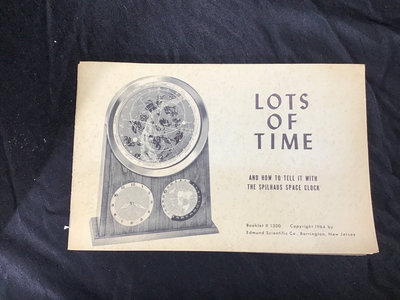 LOTS
OF
TIME
AND HOW TO TELL IT WITH
THE SPILHAUS SPACE CLOCK
Booklet # 1200 Copyright 1964 by
Edmund Scientific Co., Barrington, New Jersey